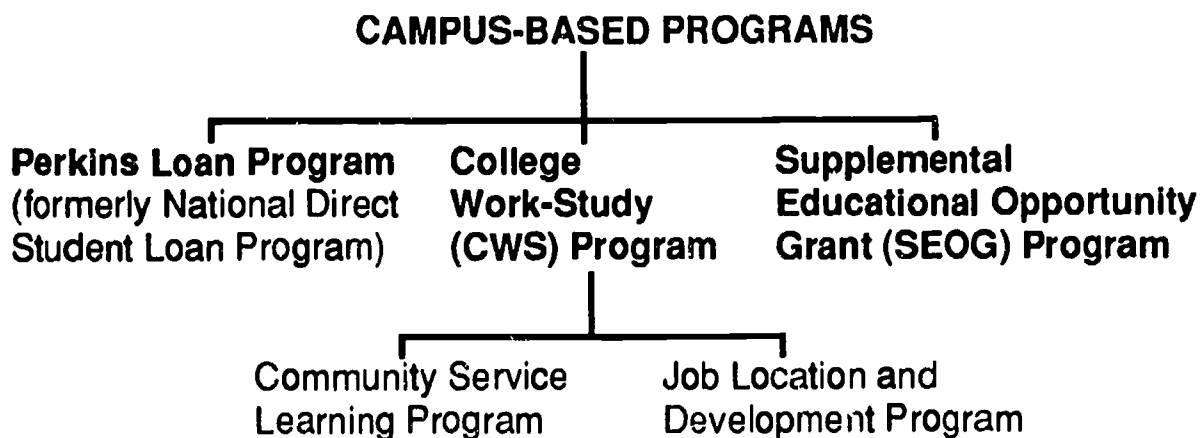 CAMPUS-BASED PROGRAMS
Perkins Loan Program
(formerly National Direct
Student Loan Program)
College
Work-Study
(CWS) Program
Supplemental
Educational Opportunity
Grant (SEOG) Program
Community Service
Learning Program
Job Location and
Development Program